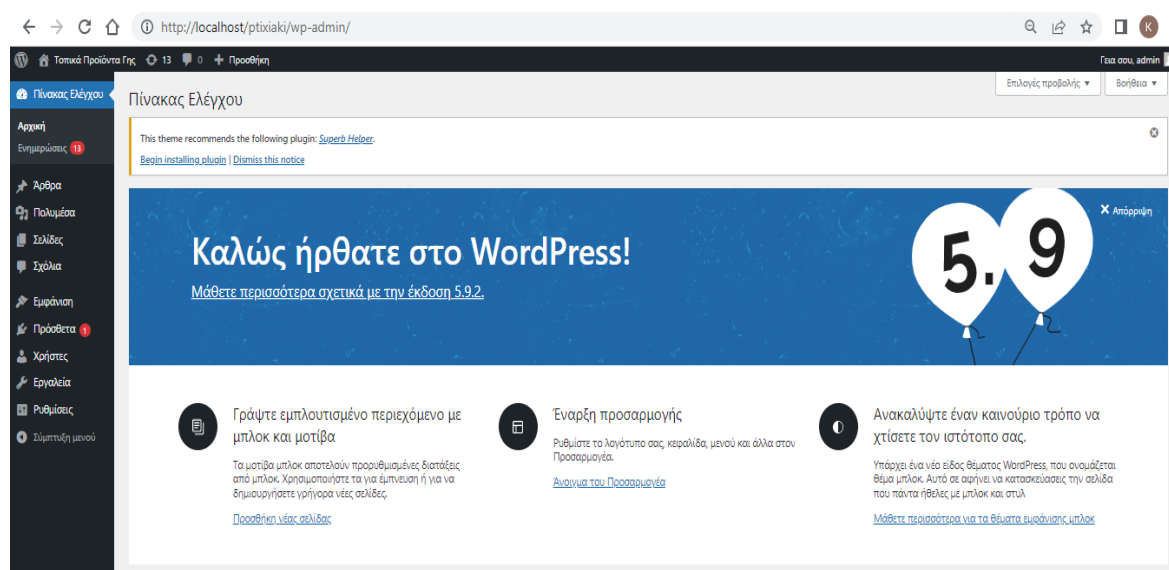 http://localhost/ptixiaki/wp-admin/
K
Τοπικά Προϊόντα Γης 13 0 + Προσθήκη
Γεια σου, admin
Πίνακας Ελέγχου
Αρχική
Ενημερώσεις 13
Άρθρα
Πολυμέσα
Σελίδες
Σχόλια
Εμφάνιση
Πρόσθετα 1
Χρήστες
Εργαλεία
Ρυθμίσεις
Σύμπτυξη μενού
Επιλογές προβολής
Βοήθεια
Πίνακας Ελέγχου
This theme recommends the following plugin: Superb Helper.
Begin installing plugin | Dismiss this notice
Απόρριψη
Καλώς ήρθατε στο WordPress!
Μάθετε περισσότερα σχετικά με την έκδοση 5.9.2.
5.9
Γράψτε εμπλουτισμένο περιεχόμενο με
μπλοκ και μοτίβα
Τα μοτίβα μπλοκ αποτελούν προρυθμισμένες διατάξεις
από μπλοκ. Χρησιμοποιήστε τα για έμπνευση ή για να
δημιουργήσετε γρήγορα νέες σελίδες.
Προσθήκη νέας σελίδας
Έναρξη προσαρμογής
Ρυθμίστε το λογότυπο σας, κεφαλίδα, μενού και άλλα στον
Προσαρμογέα.
Άνοιγμα του Προσαρμογέα
Ανακαλύψτε έναν καινούριο τρόπο να
χτίσετε τον ιστότοπο σας.
Υπάρχει ένα νέο είδος θέματος WordPress, που ονομάζεται
θέμα μπλοκ. Αυτό σε αφήνει να κατασκεύασεις την σελίδα
που πάντα ήθελες με μπλοκ και στυλ
Μάθετε περισσότερα για τα θέματα εμφάνισης μπλοκ